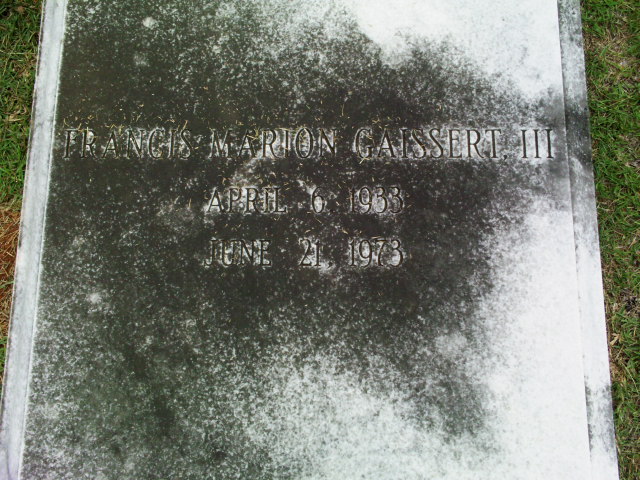 FRANCIS MARION GAISSERT, III
APRIL 6, 1933
JUNE 21, 1973